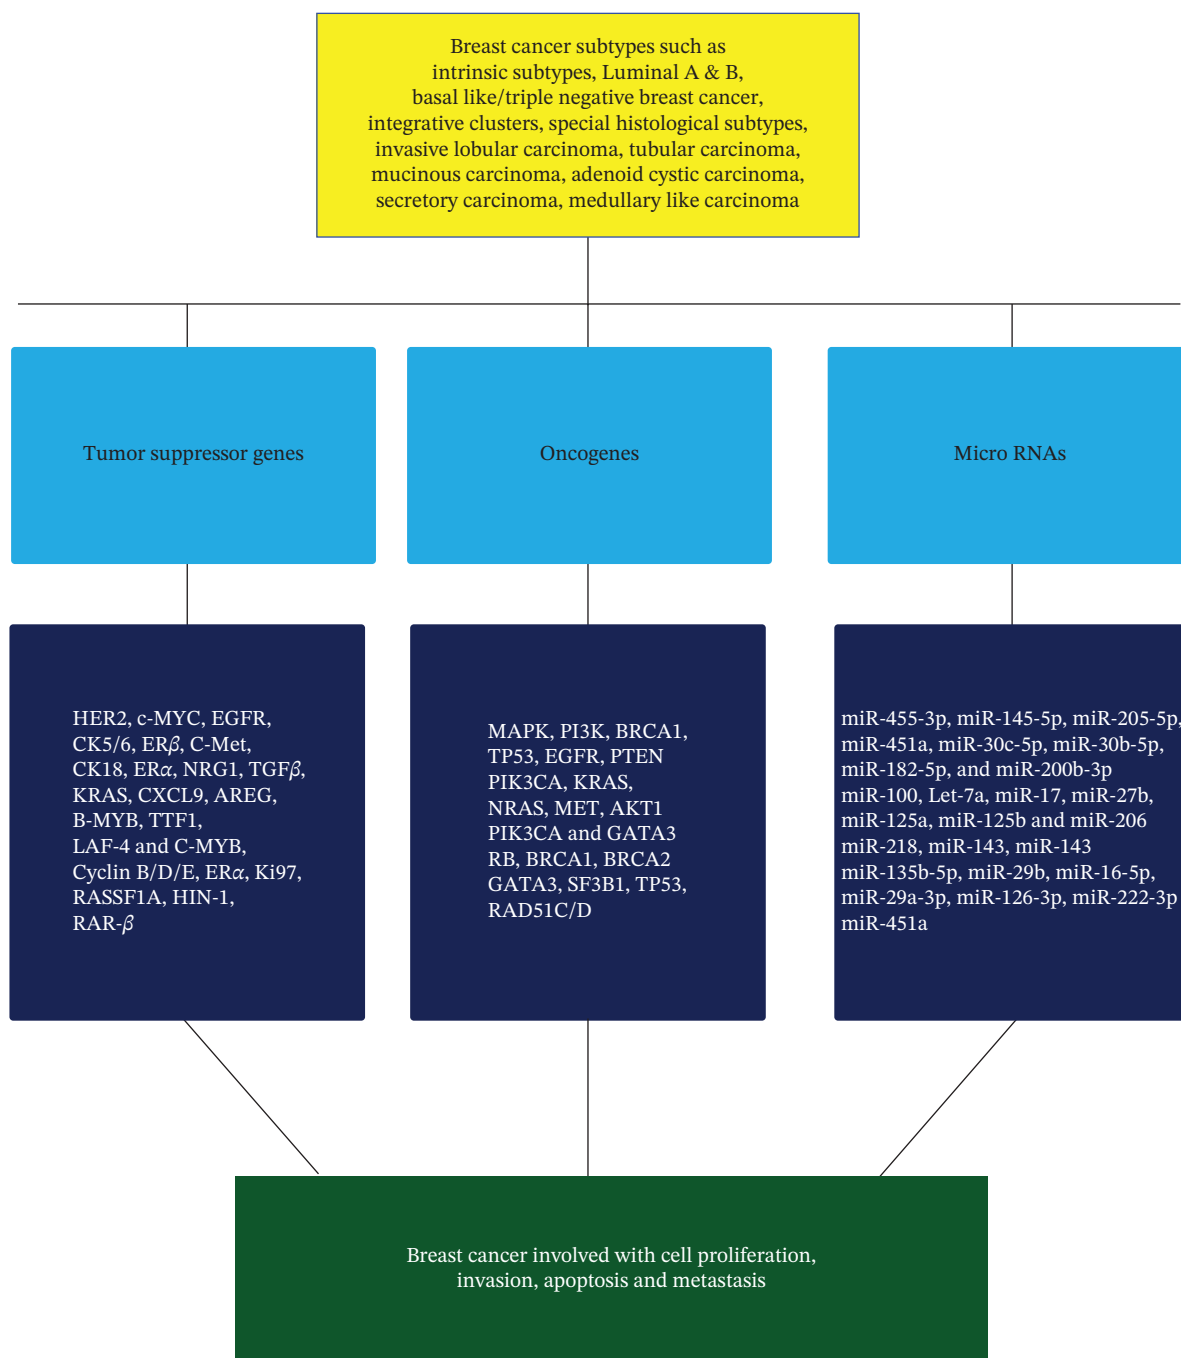 Breast cancer subtypes such as
intrinsic subtypes, Luminal A & B,
basal like/triple negative breast cancer,
integrative clusters, special histological subtypes,
invasive lobular carcinoma, tubular carcinoma,
mucinous carcinoma, adenoid cystic carcinoma,
secretory carcinoma, medullary like carcinoma
Tumor suppressor genes
Oncogenes
Micro RNAs
HER2, c-MYC, EGFR,
CK5/6, ERβ, C-Met,
CK18, ERα, NRG1, TGFβ,
KRAS, CXCL9, AREG,
B-MYB, TTF1,
LAF-4 and C-MYB,
Cyclin B/D/E, ERα, Ki97,
RASSF1A, HIN-1,
RAR-β
MAPK, PI3K, BRCA1,
TP53, EGFR, PTEN
PIK3CA, KRAS,
NRAS, MET, AKT1
PIK3CA and GATA3
RB, BRCA1, BRCA2
GATA3, SF3B1, TP53,
RAD51C/D
miR-455-3p, miR-145-5p, miR-205-5p,
miR-451a, miR-30c-5p, miR-30b-5p,
miR-182-5p, and miR-200b-3p
miR-100, Let-7a, miR-17, miR-27b,
miR-125a, miR-125b and miR-206
miR-218, miR-143, miR-143
miR-135b-5p, miR-29b, miR-16-5p,
miR-29a-3p, miR-126-3p, miR-222-3p
miR-451a
Breast cancer involved with cell proliferation,
invasion, apoptosis and metastasis